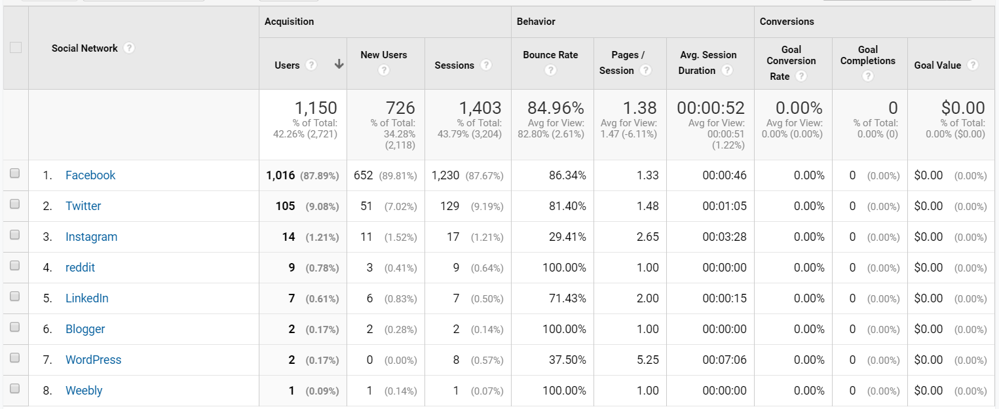 Acquisition Behavior Conversions
Social Network ?
Users ? New Users ? Sessions ? Bounce Rate ? Pages / Session ? Avg. Session Duration ? Goal Conversion Rate ? Goal Completions ? Goal Value ?
1,150 726 1,403 84.96% 1.38 00:00:52 0.00% 0 $0.00
% of Total: % of Total: % of Total: Avg for View: Avg for View: Avg for View: Avg for View: % of Total: % of Total:
42.26% (2,721) 34.28% (2,118) 43.79% (3,204) 82.80% (2.61%) 1.47 (-6.11%) 00:00:51 (1.22%) 0.00% (0.00%) 0.00% (0) 0.00% ($0.00)
1. Facebook 1,016 (87.89%) 652 (89.81%) 1,230 (87.67%) 86.34% 1.33 00:00:46 0.00% 0 (0.00%) $0.00 (0.00%)
2. Twitter 105 (9.08%) 51 (7.02%) 129 (9.19%) 81.40% 1.48 00:01:05 0.00% 0 (0.00%) $0.00 (0.00%)
3. Instagram 14 (1.21%) 11 (1.52%) 17 (1.21%) 29.41% 2.65 00:03:28 0.00% 0 (0.00%) $0.00 (0.00%)
4. reddit 9 (0.78%) 3 (0.41%) 9 (0.64%) 100.00% 1.00 00:00:00 0.00% 0 (0.00%) $0.00 (0.00%)
5. LinkedIn 7 (0.61%) 6 (0.83%) 7 (0.50%) 71.43% 2.00 00:00:15 0.00% 0 (0.00%) $0.00 (0.00%)
6. Blogger 2 (0.17%) 2 (0.28%) 2 (0.14%) 100.00% 1.00 00:00:00 0.00% 0 (0.00%) $0.00 (0.00%)
7. WordPress 2 (0.17%) 0 (0.00%) 8 (0.57%) 37.50% 5.25 00:07:06 0.00% 0 (0.00%) $0.00 (0.00%)
8. Weebly 1 (0.09%) 1 (0.14%) 1 (0.07%) 100.00% 1.00 00:00:00 0.00% 0 (0.00%) $0.00 (0.00%)